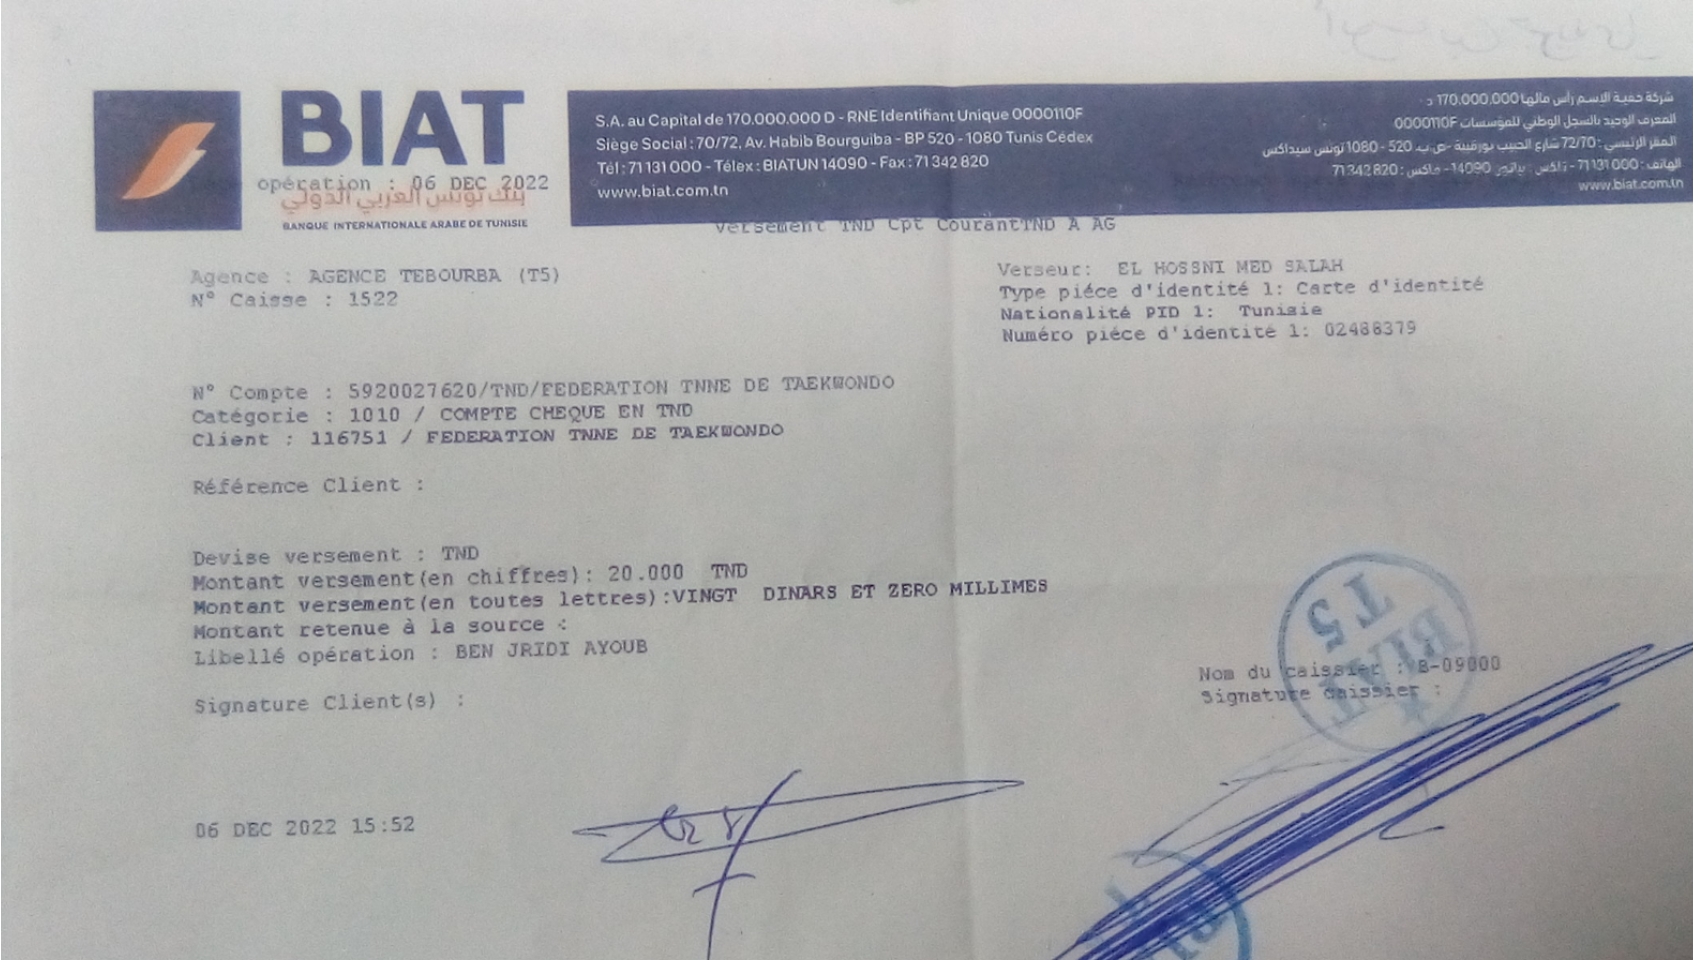 BIAT
opération : 06 DEC 2022
بنك تونس العربي الدولي
BANQUE INTERNATIONALE ARABE DE TUNISIE
S.A. au Capital de 170.000.000 D - RNE Identifiant Unique 0000110F
Siège Social : 70/72, Av. Habib Bourguiba - BP 520 - 1080 Tunis Cédex
Tél : 71 131 000 - Télex : BIATUN 14090 - Fax : 71 342 820
www.biat.com.tn
شركة خفية الاسم رأس مالها 170.000.000 د
المعرف الوحيد بالسجل الوطني للمؤسسات 0000110F
المقر الرئيسي : 72/70 شارع الحبيب بورقيبة -ص.ب. 520 - 1080 تونس سيداكس
الهاتف : 71 131 000 - تلكس : بياتون 14090 - فاكس : 71 342 820
www.biat.com.tn
Versement TND Cpt CourantTND A AG
Agence : AGENCE TEBOURBA (T5)
N° Caisse : 1522
Verseur: EL HOSSNI MED SALAH
Type piéce d'identité 1: Carte d'identité
Nationalité PID 1: Tunisie
Numéro piéce d'identité 1: 02488379
N° Compte : 5920027620/TND/FEDERATION TNNE DE TAEKWONDO
Catégorie : 1010 / COMPTE CHEQUE EN TND
Client : 116751 / FEDERATION TNNE DE TAEKWONDO
Référence Client :
Devise versement : TND
Montant versement(en chiffres): 20.000 TND
Montant versement(en toutes lettres):VINGT DINARS ET ZERO MILLIMES
Montant retenue à la source :
Libellé opération : BEN JRIDI AYOUB
Nom du caissier : B-09000
Signature caissier :
BIAT
T5
Signature Client(s) :
06 DEC 2022 15:52